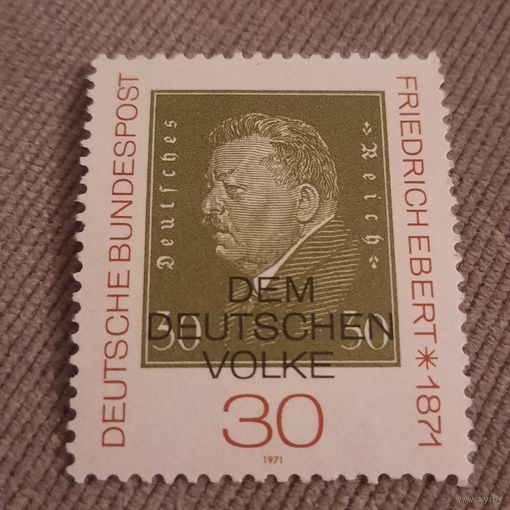 DEUTSCHE BUNDESPOST
Deutsches
Reich
FRIEDRICH EBERT * 1871
DEM
DEUTSCHEN
VOLKE
50 50
30
1971